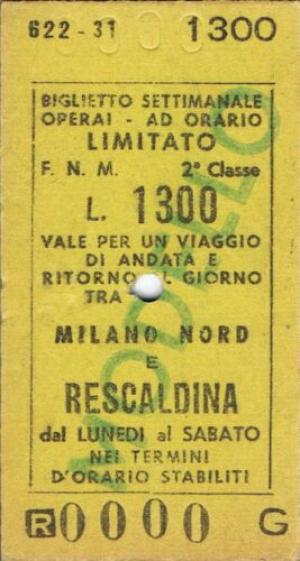 622-31 1300
BIGLIETTO SETTIMANALE
OPERAI - AD ORARIO
LIMITATO
F. N. M. 2ª Classe
L. 1300
VALE PER UN VIAGGIO
DI ANDATA E
RITORNO AL GIORNO
TRA
MILANO NORD
E
RESCALDINA
dal LUNEDI al SABATO
NEI TERMINI
D'ORARIO STABILITI
R 0000 G
MODELLO